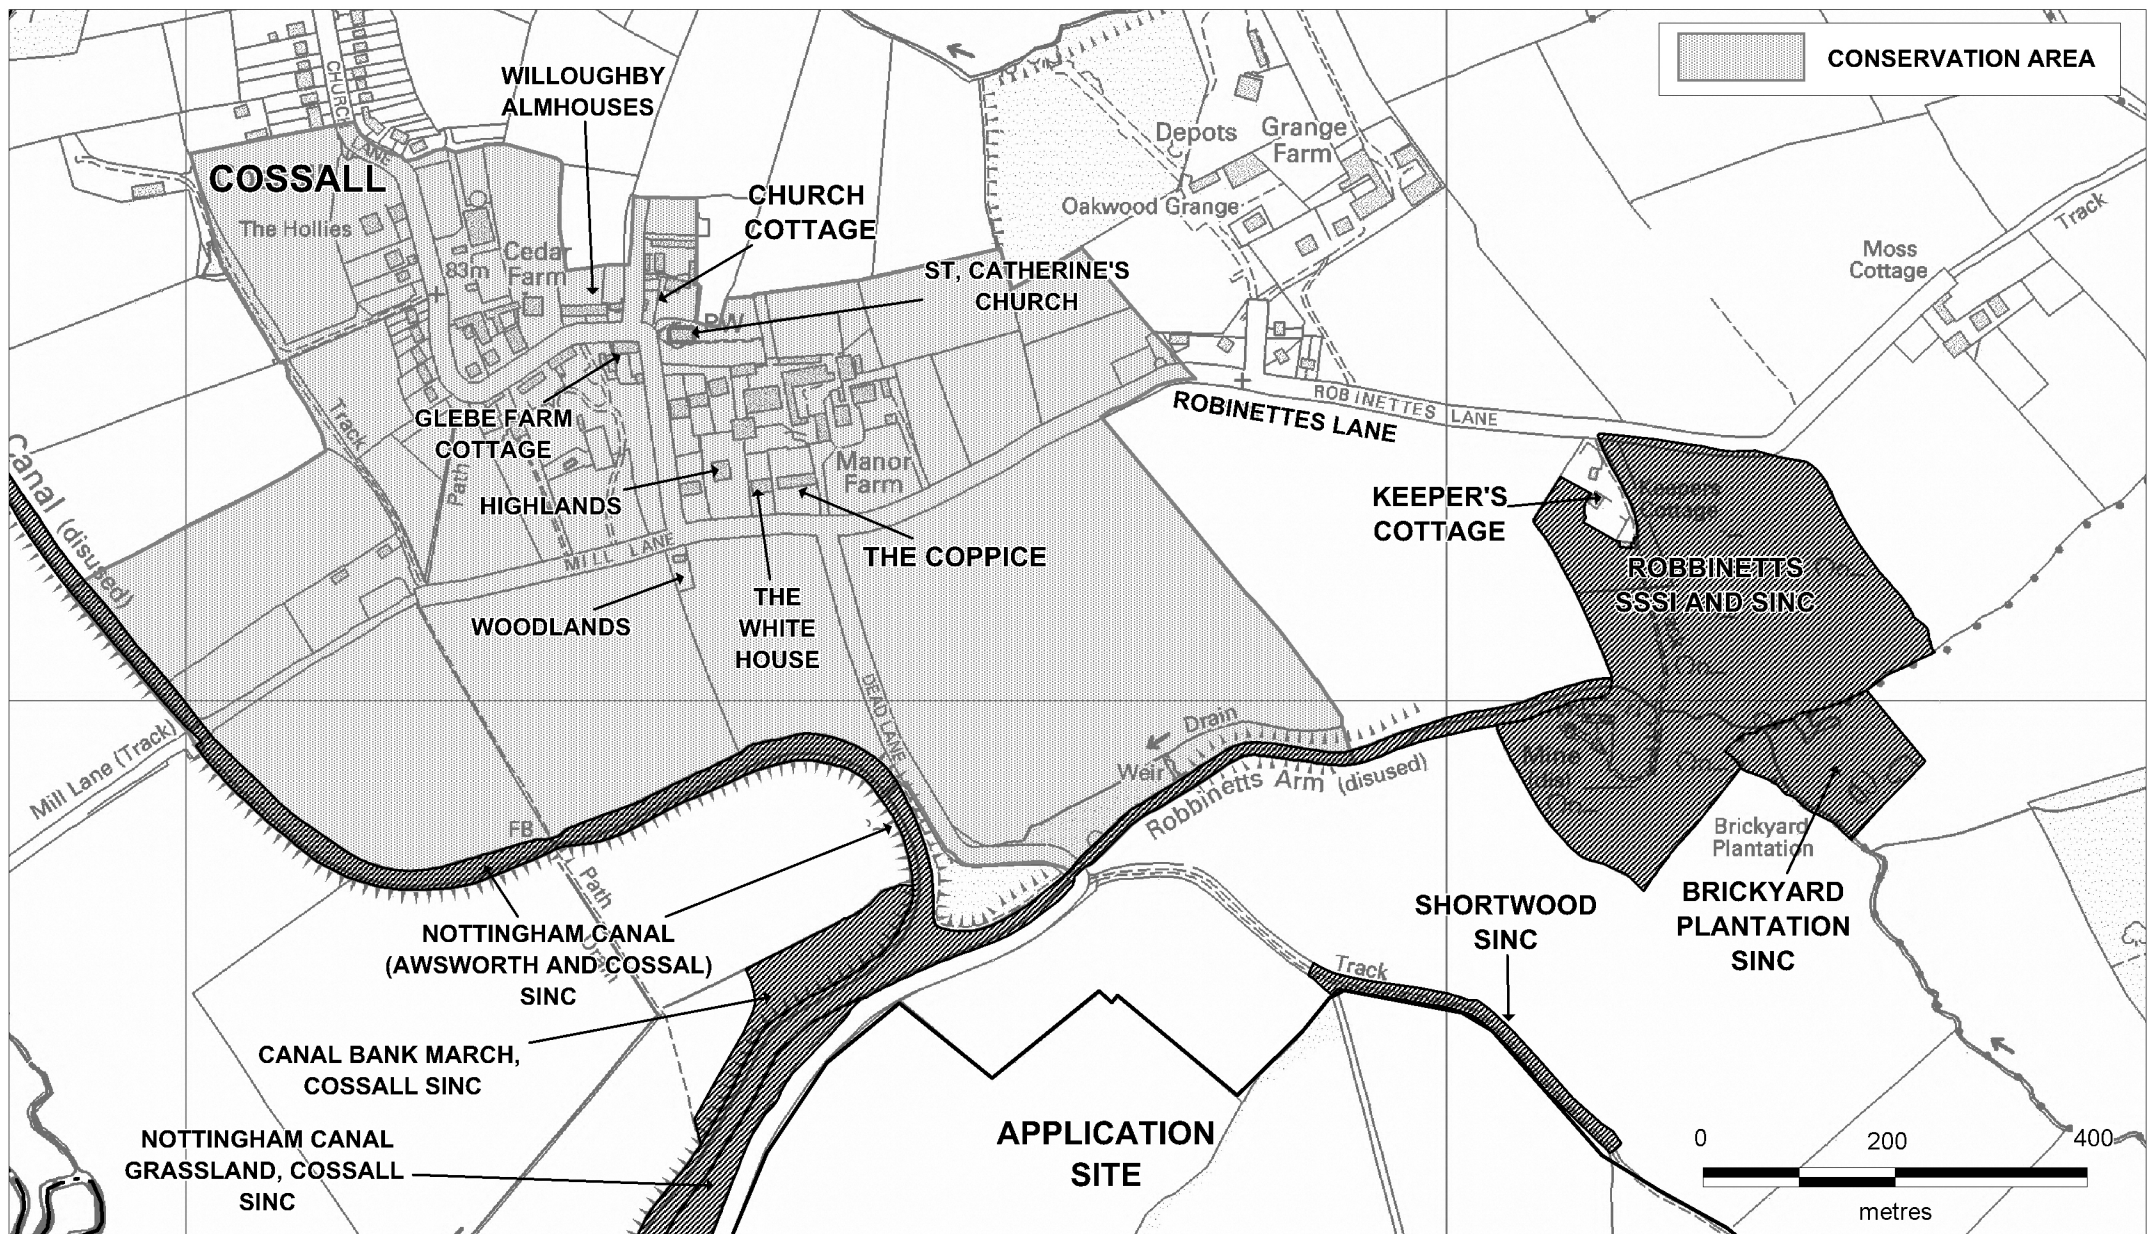 CONSERVATION AREA
CHURCH
LANE
WILLOUGHBY
ALMHOUSES
COSSALL
The Hollies
83m
Cedar
Farm
CHURCH
COTTAGE
ST, CATHERINE'S
CHURCH
PW
Depots
Grange
Farm
Oakwood Grange
Moss
Cottage
Track
ROBINETTES LANE
ROBINETTES LANE
Track
Path
GLEBE FARM
COTTAGE
HIGHLANDS
Manor
Farm
THE COPPICE
MILL LANE
WOODLANDS
THE
WHITE
HOUSE
KEEPER'S
COTTAGE
Keepers
Cottage
ROBBINETTS
SSSI AND SINC
Canal (disused)
DEAD LANE
Drain
Weir
Robbinetts Arm (disused)
Mill Lane (Track)
FB
Path
Drain
Mine
Brickyard
Plantation
BRICKYARD
PLANTATION
SINC
SHORTWOOD
SINC
Track
NOTTINGHAM CANAL
(AWSWORTH AND COSSAL)
SINC
CANAL BANK MARCH,
COSSALL SINC
NOTTINGHAM CANAL
GRASSLAND, COSSALL
SINC
APPLICATION
SITE
0 200 400
metres